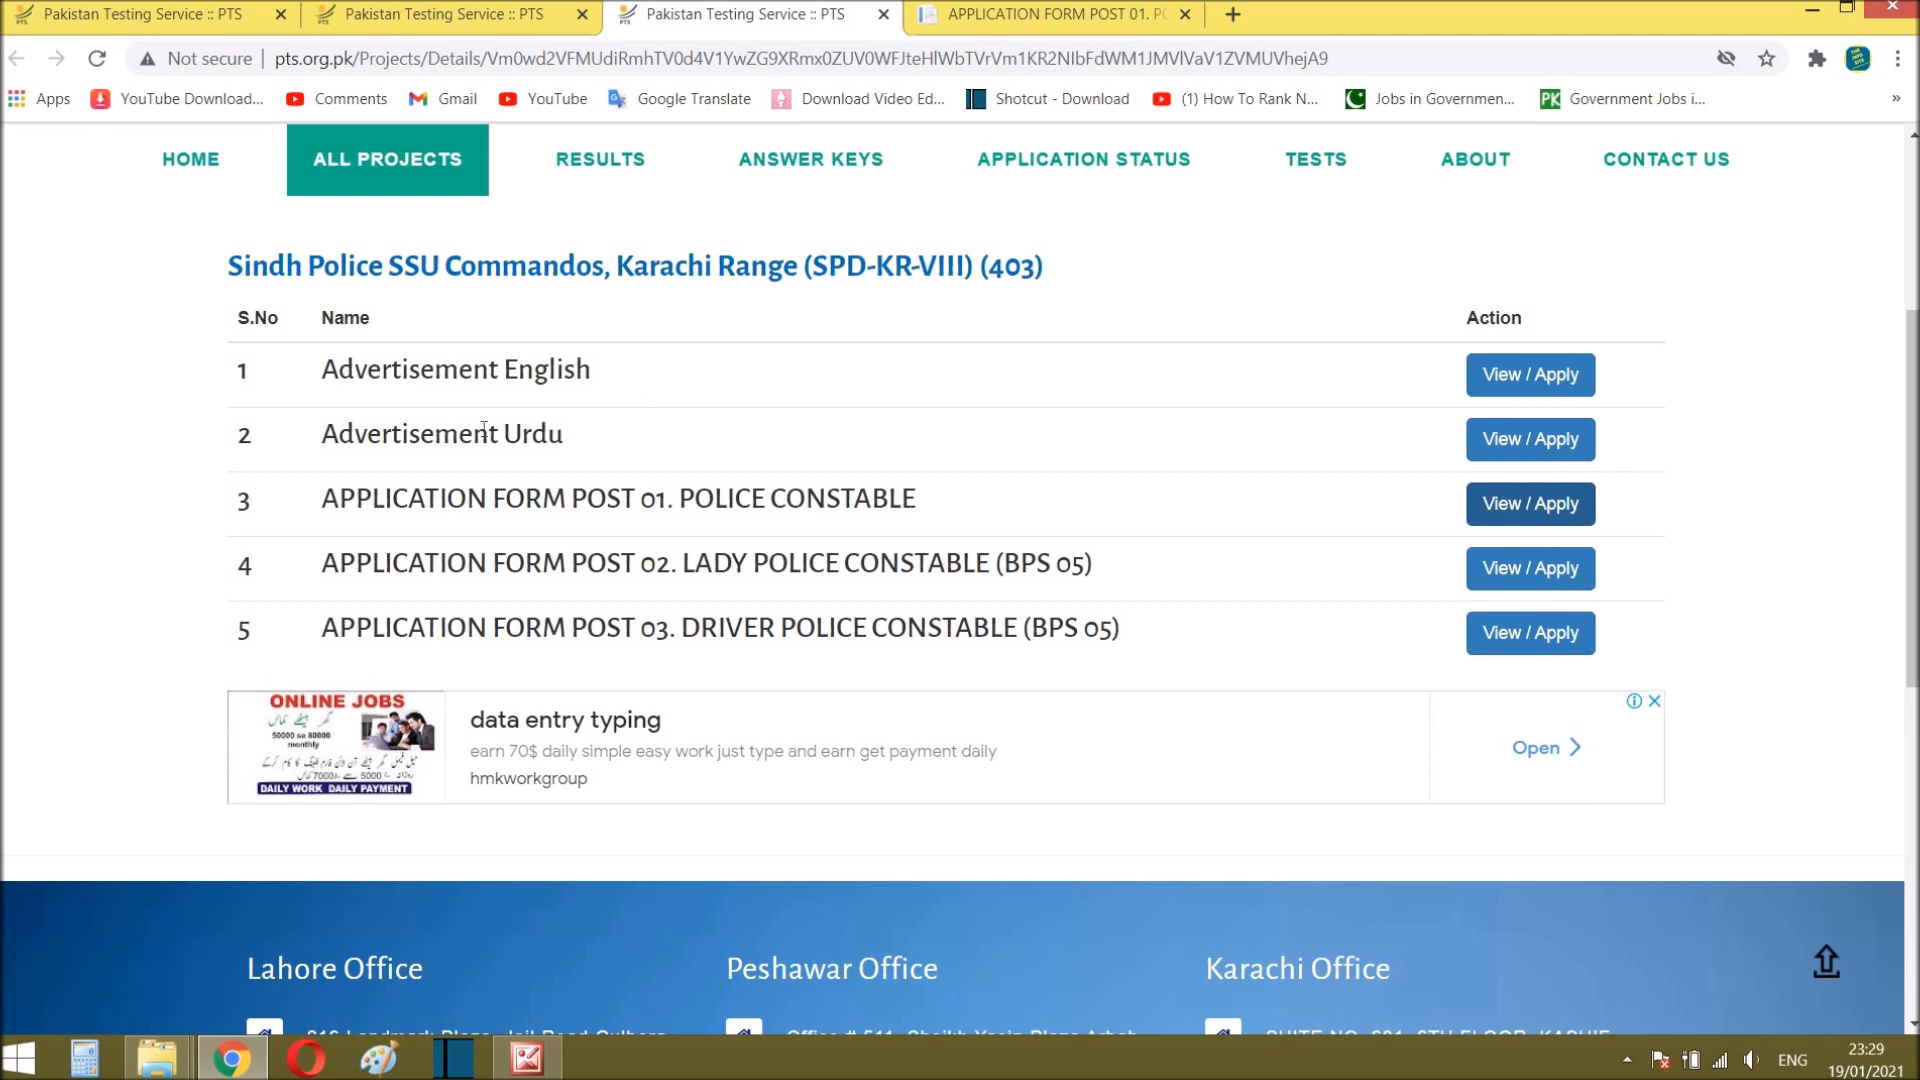 Pakistan Testing Service :: PTS
Pakistan Testing Service :: PTS
Pakistan Testing Service :: PTS
APPLICATION FORM POST 01. PC
Not secure
pts.org.pk/Projects/Details/Vm0wd2VFMUdiRmhTV0d4V1YwZG9XRmx0ZUV0WFJteHlWbTVrVm1KR2NIbFdWM1JMVlVaV1ZVMUVhejA9
Apps
YouTube Download...
Comments
Gmail
YouTube
Google Translate
Download Video Ed...
Shotcut - Download
(1) How To Rank N...
Jobs in Governmen...
PK Government Jobs i...
HOME
ALL PROJECTS
RESULTS
ANSWER KEYS
APPLICATION STATUS
TESTS
ABOUT
CONTACT US
Sindh Police SSU Commandos, Karachi Range (SPD-KR-VIII) (403)
S.No Name Action
1 Advertisement English View / Apply
2 Advertisement Urdu View / Apply
3 APPLICATION FORM POST 01. POLICE CONSTABLE View / Apply
4 APPLICATION FORM POST 02. LADY POLICE CONSTABLE (BPS 05) View / Apply
5 APPLICATION FORM POST 03. DRIVER POLICE CONSTABLE (BPS 05) View / Apply
ONLINE JOBS
50000 se 80000
monthly
DAILY WORK DAILY PAYMENT
data entry typing
earn 70$ daily simple easy work just type and earn get payment daily
hmkworkgroup
Open
Lahore Office
Peshawar Office
Karachi Office
ENG
23:29
19/01/2021